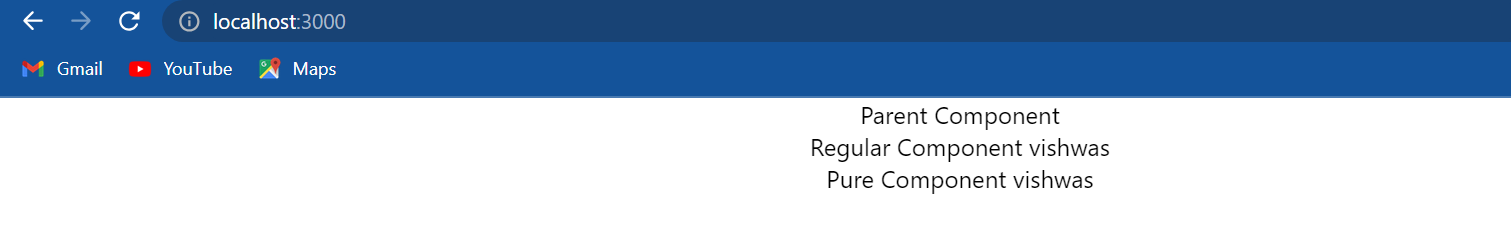 localhost:3000
Gmail YouTube Maps
Parent Component
Regular Component vishwas
Pure Component vishwas